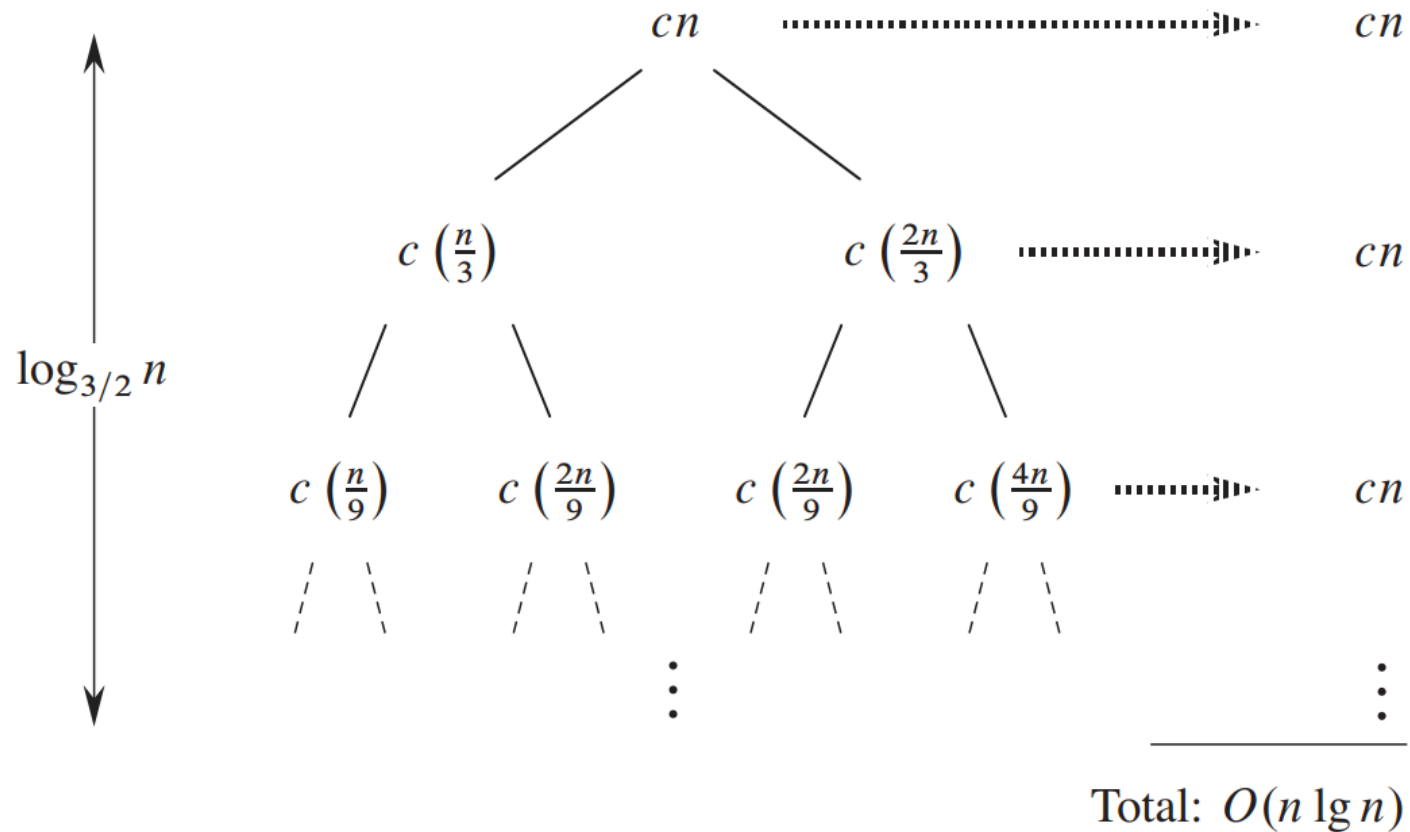 cn cn
c (n/3) c (2n/3) cn
log_{3/2} n
c (n/9) c (2n/9) c (2n/9) c (4n/9) cn
Total: O(n lg n)